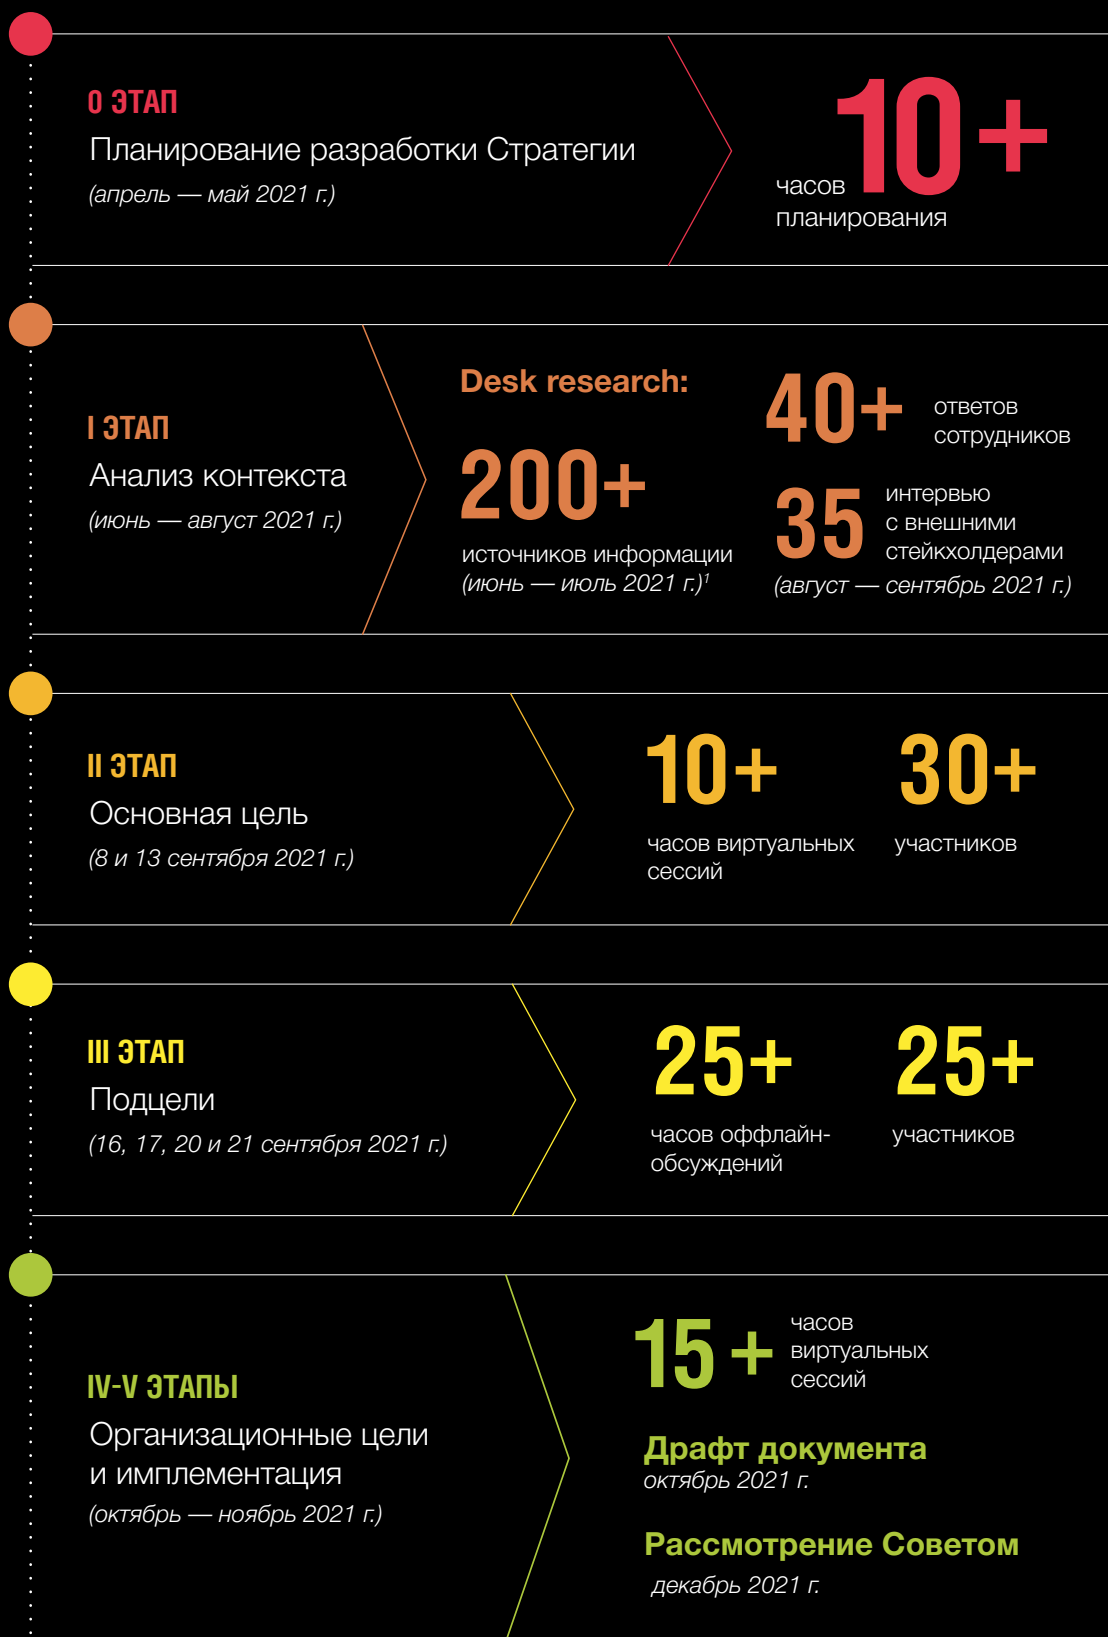 0 ЭТАП
Планирование разработки Стратегии
(апрель — май 2021 г.)
10+
часов
планирования
I ЭТАП
Анализ контекста
(июнь — август 2021 г.)
Desk research:
200+
источников информации
(июнь — июль 2021 г.)¹
40+
ответов
сотрудников
35
интервью
с внешними
стейкхолдерами
(август — сентябрь 2021 г.)
II ЭТАП
Основная цель
(8 и 13 сентября 2021 г.)
10+
часов виртуальных
сессий
30+
участников
III ЭТАП
Подцели
(16, 17, 20 и 21 сентября 2021 г.)
25+
часов оффлайн-
обсуждений
25+
участников
IV-V ЭТАПЫ
Организационные цели
и имплементация
(октябрь — ноябрь 2021 г.)
15+
часов
виртуальных
сессий
Драфт документа
октябрь 2021 г.
Рассмотрение Советом
декабрь 2021 г.